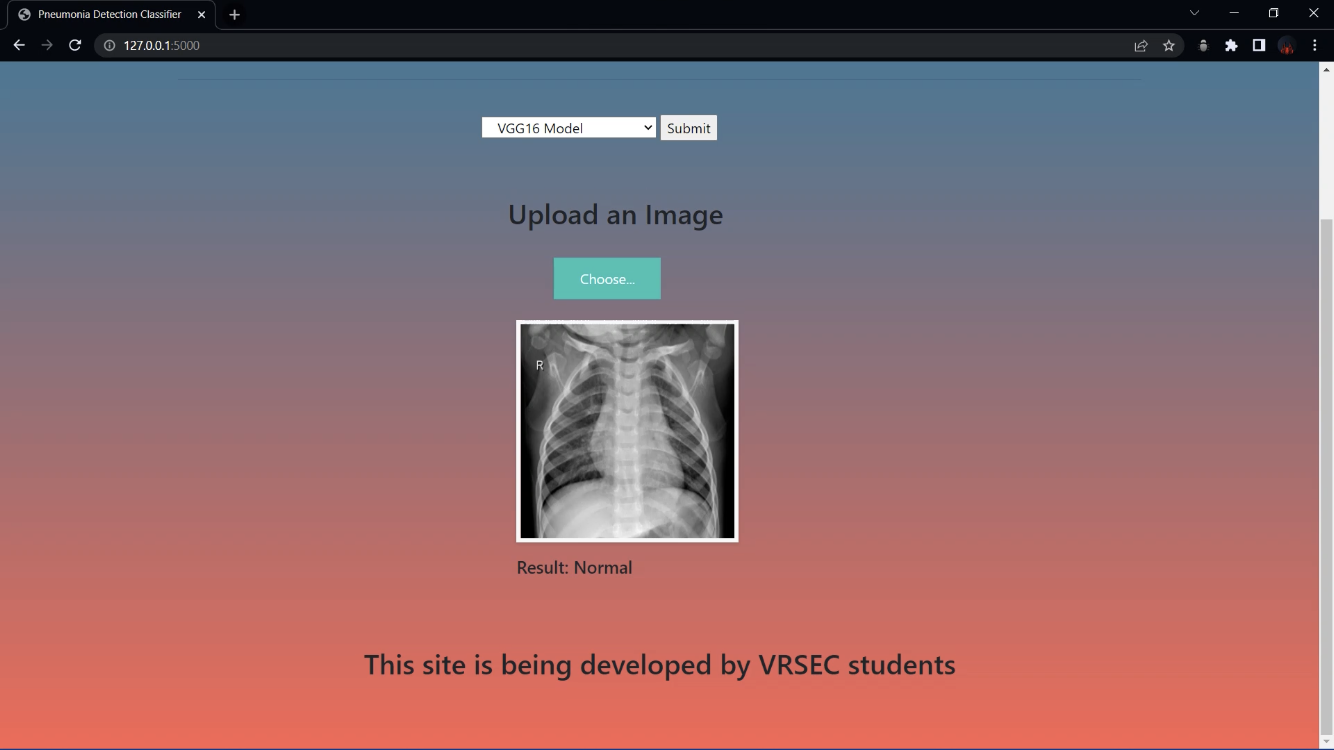 Pneumonia Detection Classifier
127.0.0.1:5000
VGG16 Model
Submit
Upload an Image
Choose...
R
Result: Normal
This site is being developed by VRSEC students